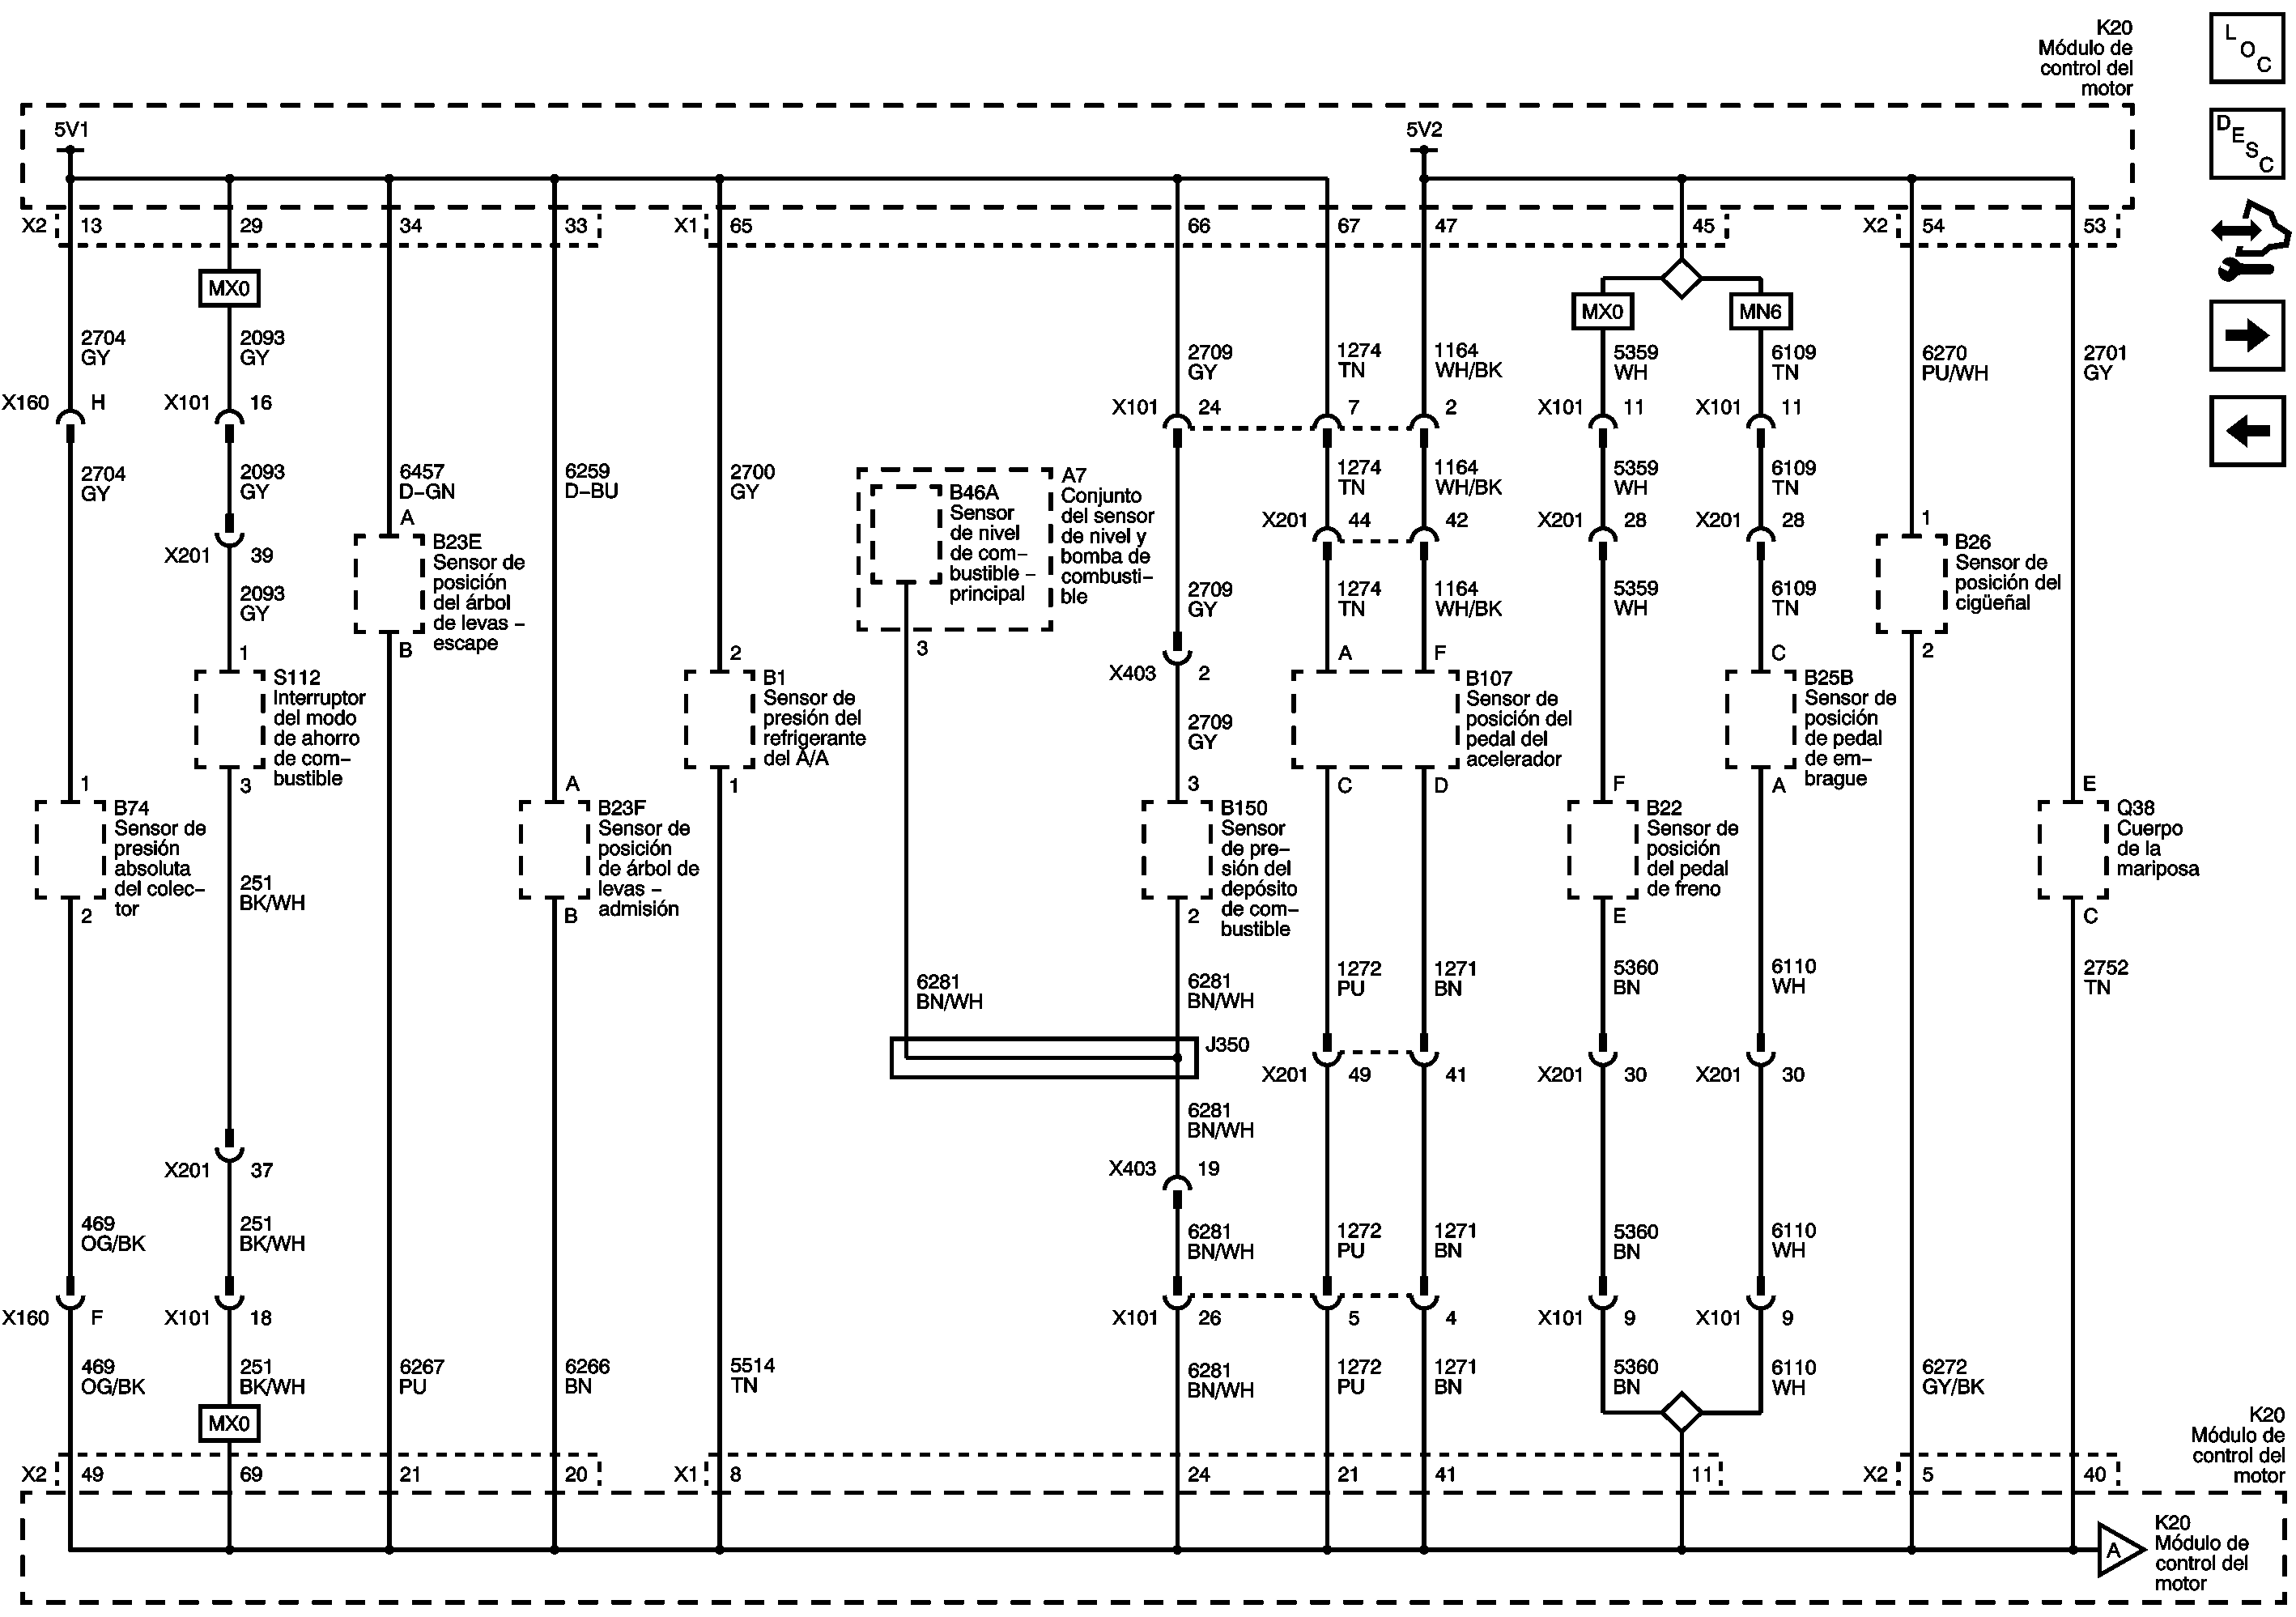 K20
Módulo de
control del
motor
L
O
C
D
E
S
C
5V1
5V2
X2 13 29 34 33 X1 65 66 67 47 45 X2 54 53
MX0
MX0 MN6
2704
GY
2093
GY
2709
GY
1274
TN
1164
WH/BK
5359
WH
6109
TN
6270
PU/WH
2701
GY
X160 H X101 16 X101 24 7 2 X101 11 X101 11
2704
GY
2093
GY
6457
D-GN
6259
D-BU
2700
GY
1274
TN
1164
WH/BK
5359
WH
6109
TN
B46A
Sensor
de nivel
de com-
bustible -
principal
A7
Conjunto
del sensor
de nivel y
bomba de
combusti-
ble
3
X201 39
A
X201 44 42 X201 28 X201 28
1
B23E
Sensor de
posición
del árbol
de levas -
escape
B
B26
Sensor de
posición del
cigüeñal
2
2093
GY
2709
GY
1274
TN
1164
WH/BK
5359
WH
6109
TN
X403 2
1
S112
Interruptor
del modo
de ahorro
de com-
bustible
3
2
B1
Sensor de
presión del
refrigerante
del A/A
1
2709
GY
A F
B107
Sensor de
posición del
pedal del
acelerador
C D
C
B25B
Sensor de
posición
de pedal
de em-
brague
A
1
B74
Sensor de
presión
absoluta
del colec-
tor
2
A
B23F
Sensor de
posición
de árbol de
levas -
admisión
B
3
B150
Sensor
de pre-
sión del
depósito
de com-
bustible
2
F
B22
Sensor de
posición
del pedal
de freno
E
E
Q38
Cuerpo
de la
mariposa
C
251
BK/WH
6281
BN/WH
6281
BN/WH
1272
PU
1271
BN
5360
BN
6110
WH
2752
TN
J350
X201 49 41 X201 30 X201 30
6281
BN/WH
X201 37
X403 19
469
OG/BK
251
BK/WH
6281
BN/WH
1272
PU
1271
BN
5360
BN
6110
WH
X160 F X101 18 X101 26 5 4 X101 9 X101 9
469
OG/BK
251
BK/WH
6267
PU
6266
BN
5514
TN
6281
BN/WH
1272
PU
1271
BN
5360
BN
6110
WH
6272
GY/BK
MX0
K20
Módulo de
control del
motor
X2 49 69 21 20 X1 8 24 21 41 11 X2 5 40
A
K20
Módulo de
control del
motor